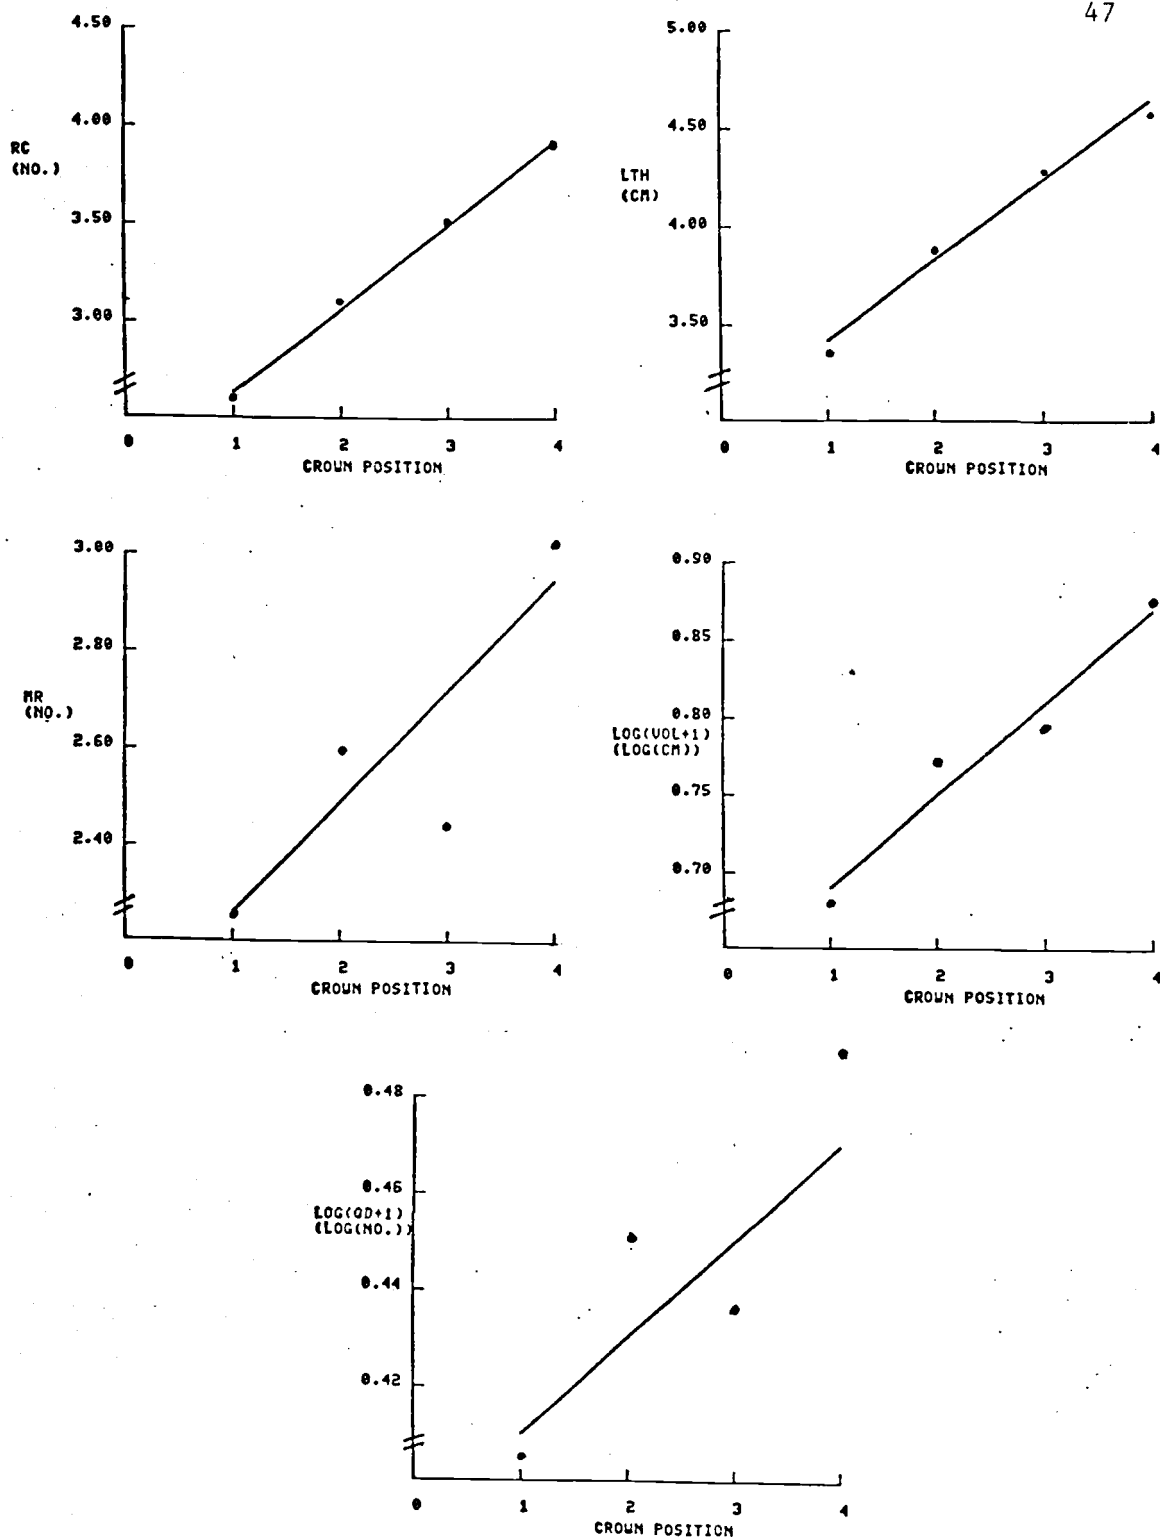 47
4.50
4.00
RC
(NO.)
3.50
3.00
0 1 2 3 4
CROWN POSITION
5.00
4.50
LTH
(CM)
4.00
3.50
0 1 2 3 4
CROWN POSITION
3.00
2.80
MR
(NO.)
2.60
2.40
0 1 2 3 4
CROWN POSITION
0.90
0.85
0.80
LOG(VOL+1)
(LOG(CM))
0.75
0.70
0 1 2 3 4
CROWN POSITION
0.48
0.46
LOG(QD+1)
(LOG(NO.))
0.44
0.42
0 1 2 3 4
CROWN POSITION